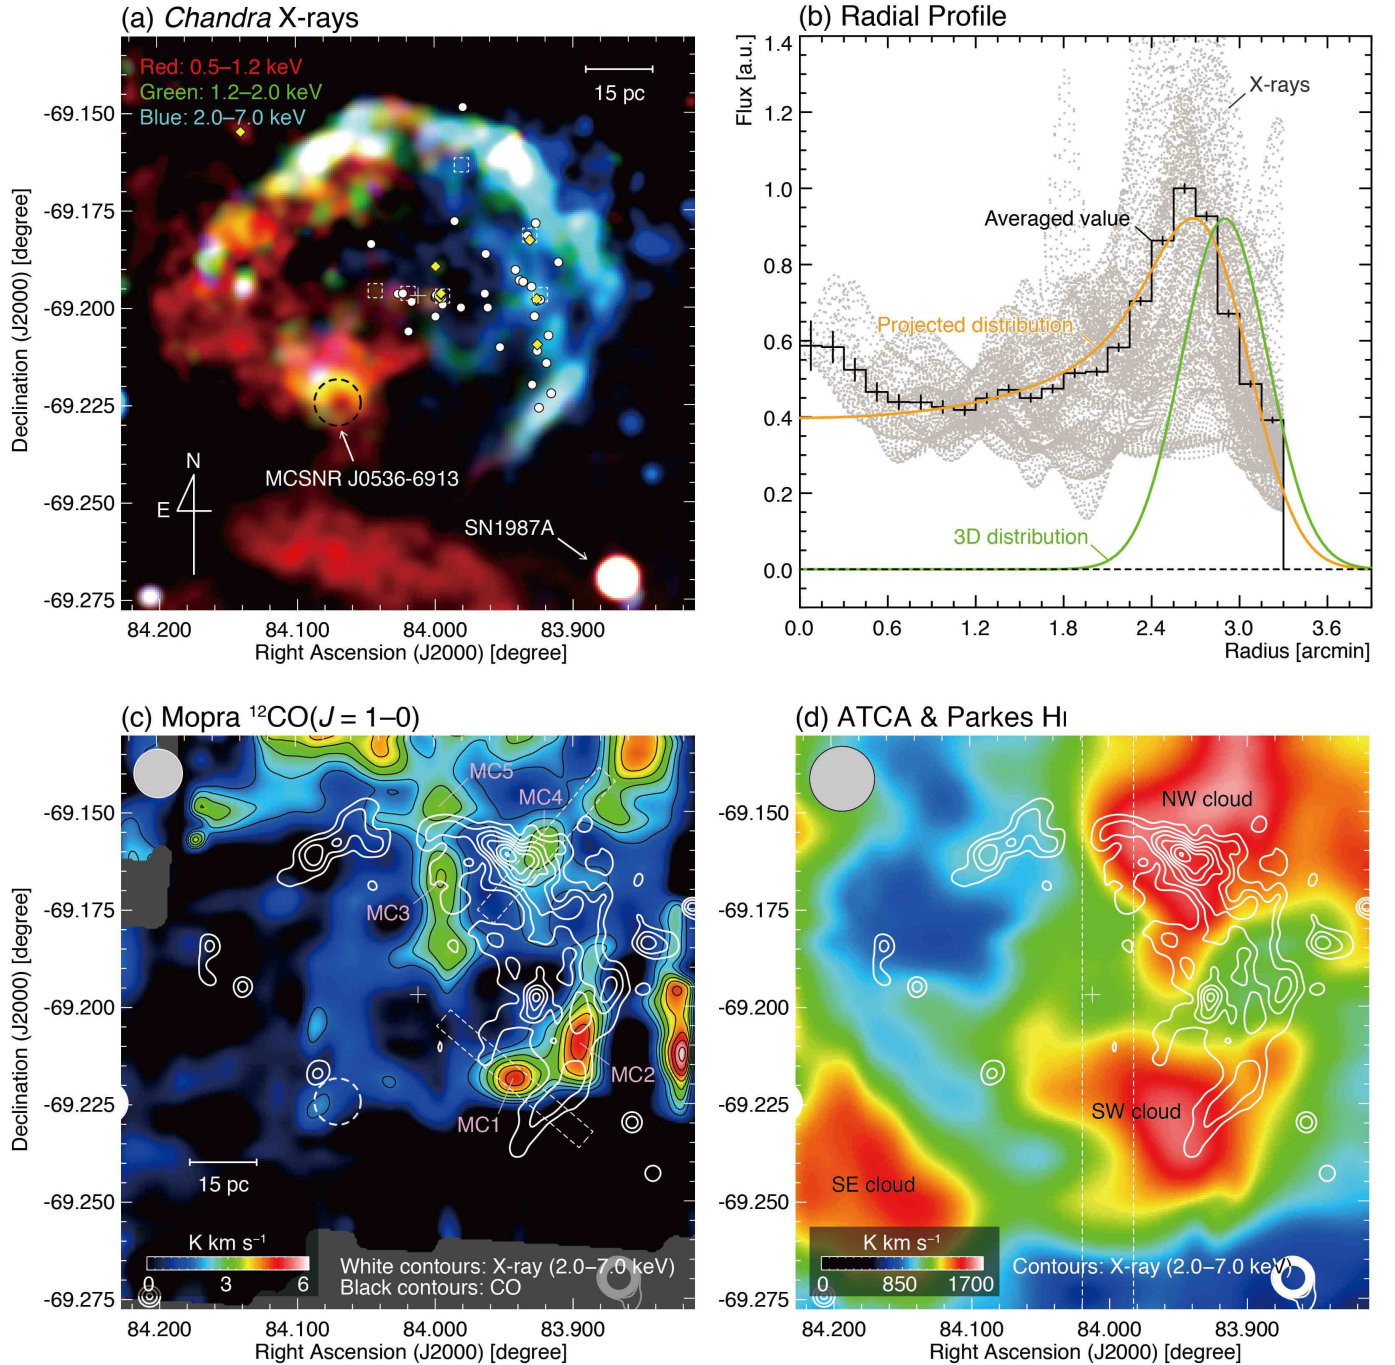 (a) Chandra X-rays
Red: 0.5–1.2 keV
Green: 1.2–2.0 keV
Blue: 2.0–7.0 keV
15 pc
MCSNR J0536-6913
SN1987A
N
E
-69.150
-69.175
-69.200
-69.225
-69.250
-69.275
Declination (J2000) [degree]
84.200 84.100 84.000 83.900
Right Ascension (J2000) [degree]
(b) Radial Profile
Flux [a.u.]
1.4
1.2
1.0
0.8
0.6
0.4
0.2
0.0
X-rays
Averaged value
Projected distribution
3D distribution
0.0 0.6 1.2 1.8 2.4 3.0 3.6
Radius [arcmin]
(c) Mopra ¹²CO(J = 1–0)
MC5
MC4
MC3
MC2
MC1
15 pc
K km s⁻¹
0 3 6
White contours: X-ray (2.0–7.0 keV)
Black contours: CO
-69.150
-69.175
-69.200
-69.225
-69.250
-69.275
Declination (J2000) [degree]
84.200 84.100 84.000 83.900
Right Ascension (J2000) [degree]
(d) ATCA & Parkes Hı
NW cloud
SW cloud
SE cloud
K km s⁻¹
0 850 1700
Contours: X-ray (2.0–7.0 keV)
-69.150
-69.175
-69.200
-69.225
-69.250
-69.275
84.200 84.100 84.000 83.900
Right Ascension (J2000) [degree]